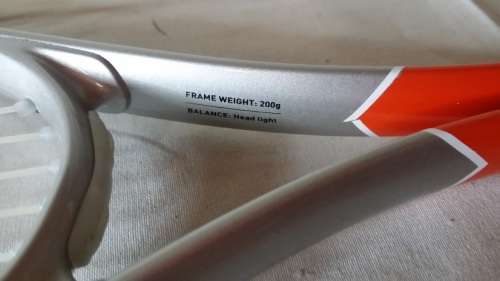 FRAME WEIGHT: 200g
BALANCE: Head light